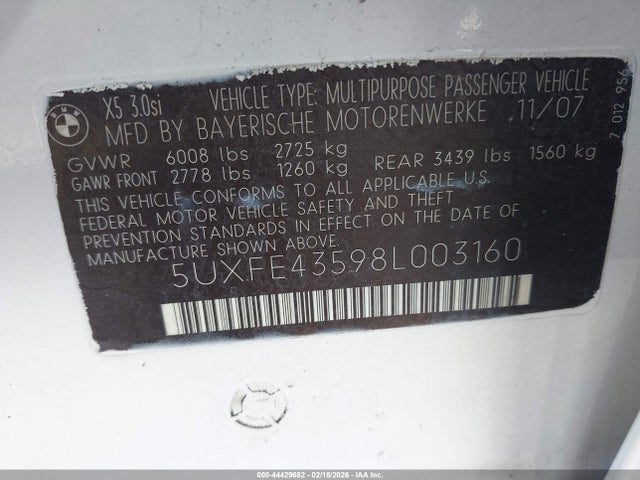 BMW
X5 3.0si VEHICLE TYPE: MULTIPURPOSE PASSENGER VEHICLE
MFD BY BAYERISCHE MOTORENWERKE 11/07
GVWR 6008 lbs 2725 kg
GAWR FRONT 2778 lbs 1260 kg REAR 3439 lbs 1560 kg
THIS VEHICLE CONFORMS TO ALL APPLICABLE U.S.
FEDERAL MOTOR VEHICLE SAFETY AND THEFT
PREVENTION STANDARDS IN EFFECT ON THE DATE OF
MANUFACTURE SHOWN ABOVE.
5UXFE43598L003160
7 012 956
000-44429662 - 02/18/2026 - COPYRIGHT IAA, LLC.